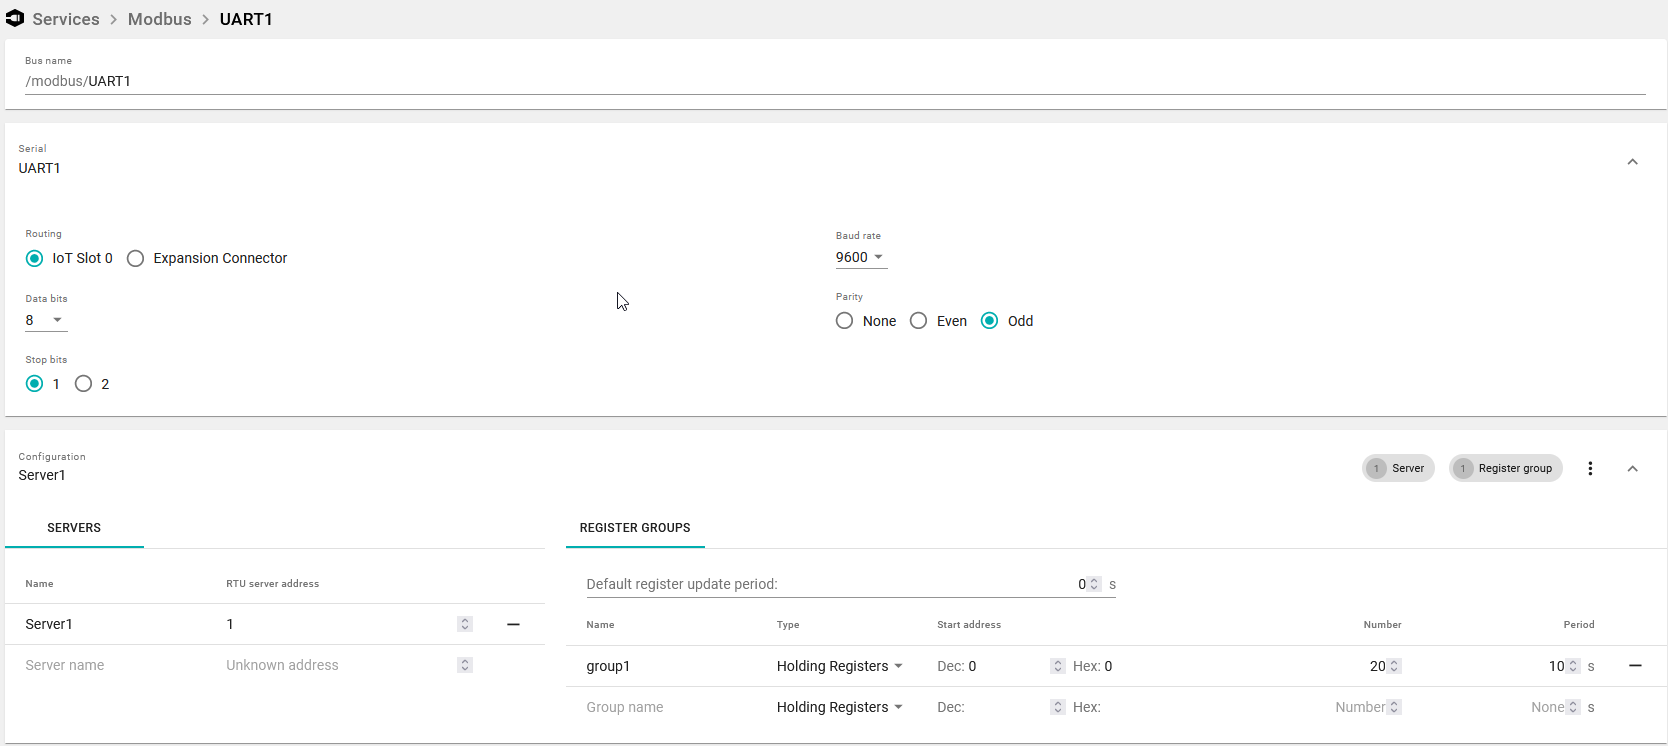 Services > Modbus > UART1
Bus name
/modbus/UART1
Serial
UART1
Routing
IoT Slot 0 Expansion Connector
Baud rate
9600
Data bits
8
Parity
None Even Odd
Stop bits
1 2
Configuration
Server1
1 Server 1 Register group
SERVERS
Name RTU server address
Server1 1
Server name Unknown address
REGISTER GROUPS
Default register update period: 0 s
Name Type Start address Number Period
group1 Holding Registers Dec: 0 Hex: 0 20 10 s
Group name Holding Registers Dec: Hex: Number None s